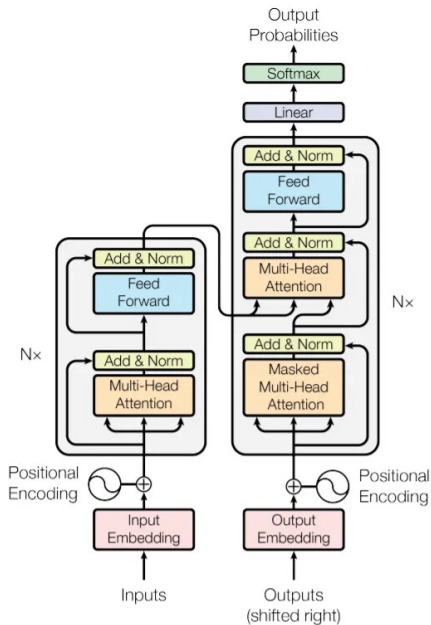 Output
Probabilities
Softmax
Linear
Add & Norm
Feed
Forward
Add & Norm
Multi-Head
Attention
Add & Norm
Masked
Multi-Head
Attention
N×
Add & Norm
Feed
Forward
Add & Norm
Multi-Head
Attention
N×
Positional
Encoding
Positional
Encoding
Input
Embedding
Output
Embedding
Inputs
Outputs
(shifted right)